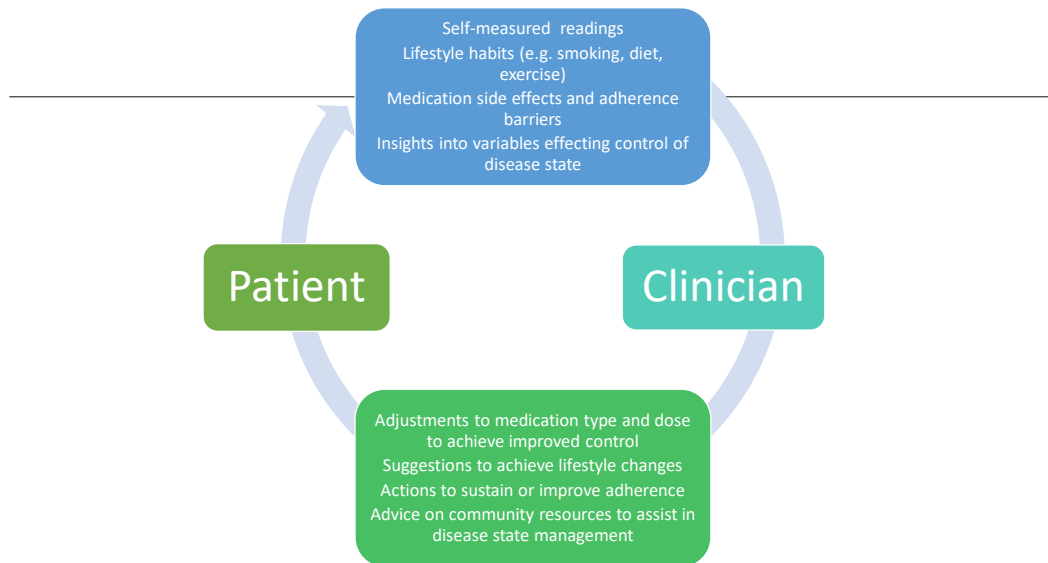 Self-measured readings
Lifestyle habits (e.g. smoking, diet,
exercise)
Medication side effects and adherence
barriers
Insights into variables effecting control of
disease state
Patient
Clinician
Adjustments to medication type and dose
to achieve improved control
Suggestions to achieve lifestyle changes
Actions to sustain or improve adherence
Advice on community resources to assist in
disease state management